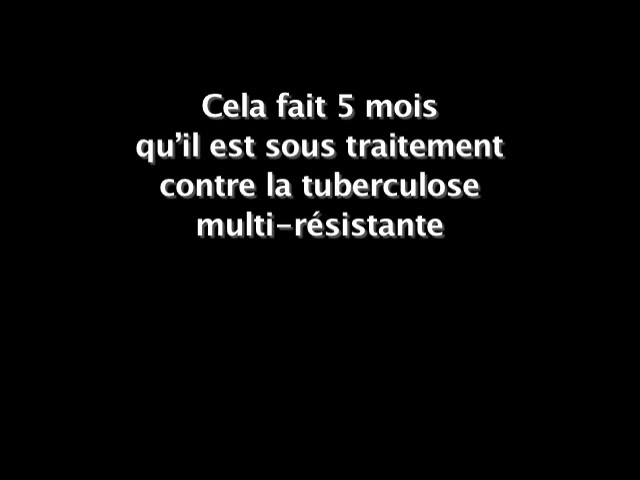 Cela fait 5 mois
qu’il est sous traitement
contre la tuberculose
multi-résistante